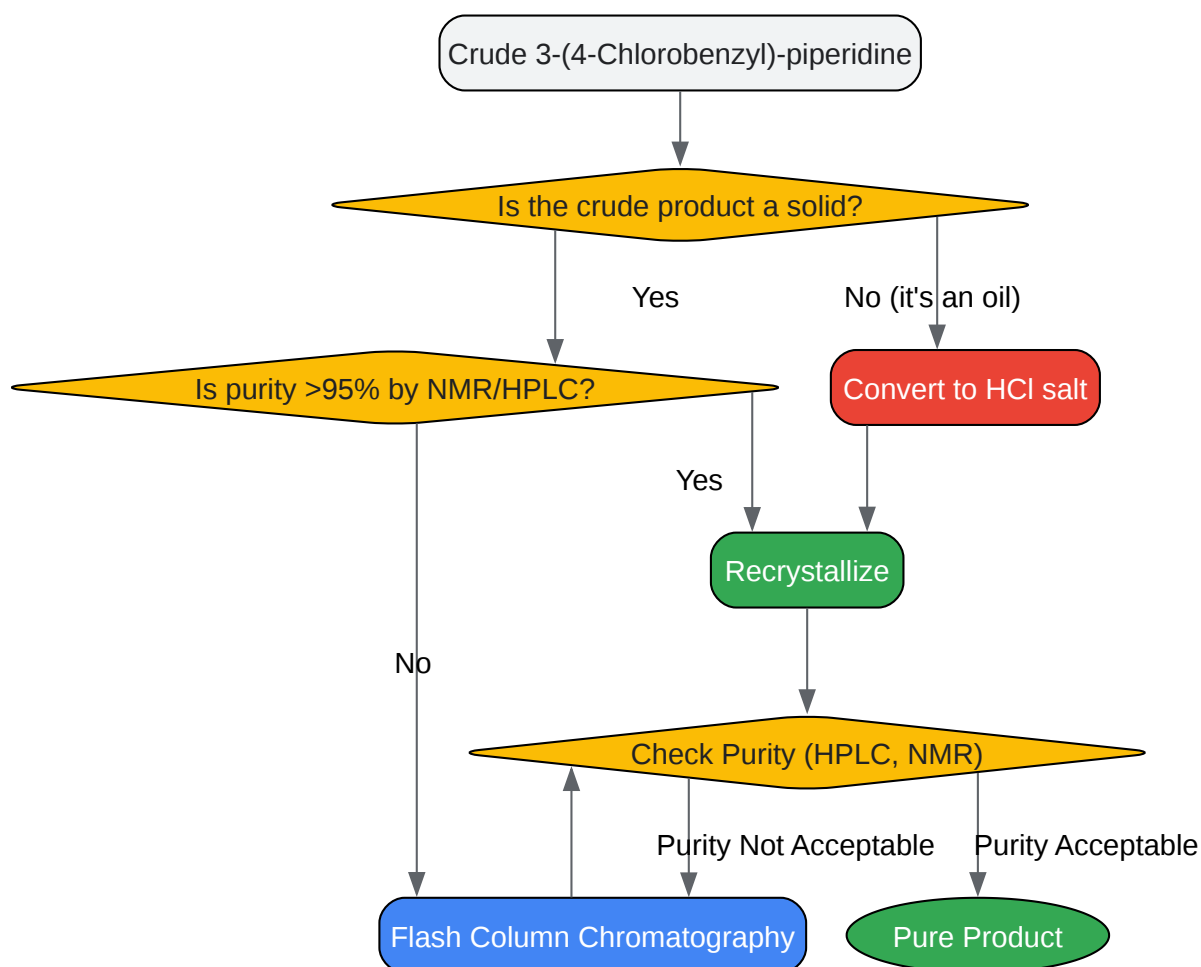 Crude 3-(4-Chlorobenzyl)-piperidine
Is the crude product a solid?
Yes
No (it's an oil)
Is purity >95% by NMR/HPLC?
Convert to HCl salt
Yes
Recrystallize
No
Check Purity (HPLC, NMR)
Purity Not Acceptable
Purity Acceptable
Flash Column Chromatography
Pure Product